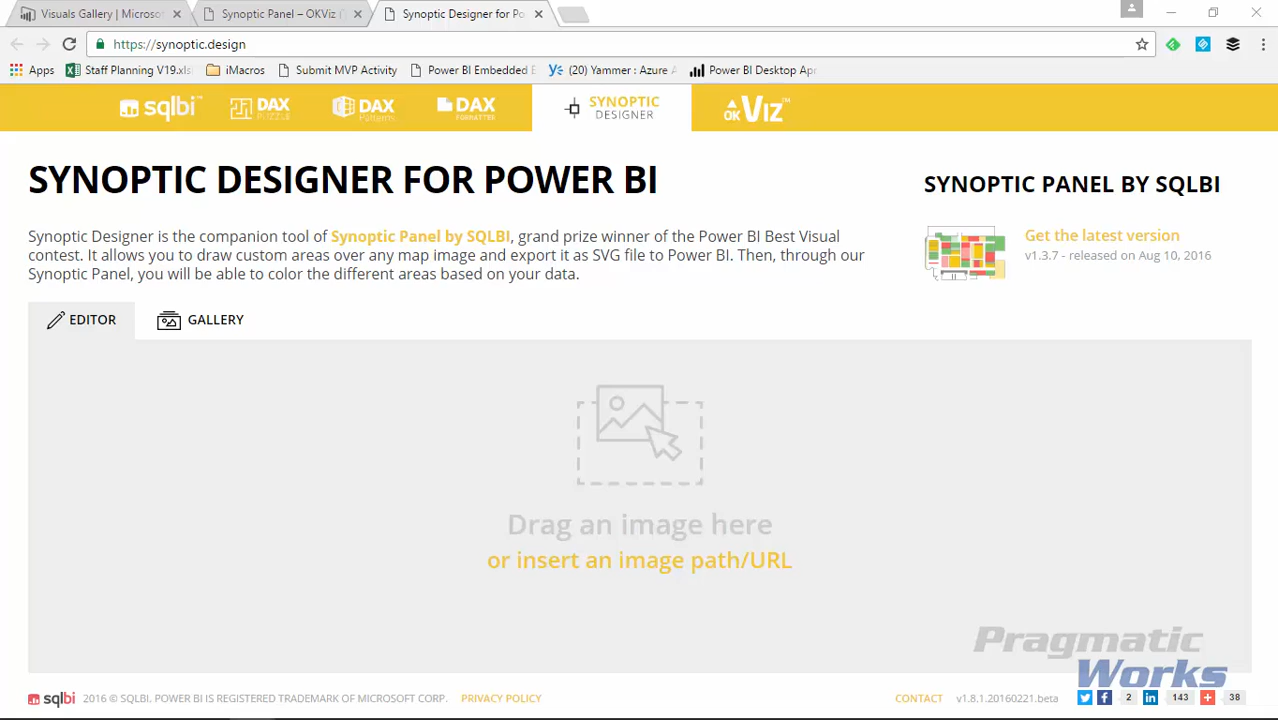 Visuals Gallery | Microso
Synoptic Panel – OKViz (
Synoptic Designer for Po
https://synoptic.design
Apps
Staff Planning V19.xls
iMacros
Submit MVP Activity
Power BI Embedded
(20) Yammer : Azure
Power BI Desktop Apr
sqlbi™
DAX PUZZLE
DAX Patterns
DAX FORMATTER
SYNOPTIC DESIGNER
OK VIZ™
SYNOPTIC DESIGNER FOR POWER BI
SYNOPTIC PANEL BY SQLBI
Synoptic Designer is the companion tool of Synoptic Panel by SQLBI, grand prize winner of the Power BI Best Visual
contest. It allows you to draw custom areas over any map image and export it as SVG file to Power BI. Then, through our
Synoptic Panel, you will be able to color the different areas based on your data.
Get the latest version
v1.3.7 - released on Aug 10, 2016
EDITOR
GALLERY
Drag an image here
or insert an image path/URL
Pragmatic
Works
sqlbi 2016 © SQLBI. POWER BI IS REGISTERED TRADEMARK OF MICROSOFT CORP. PRIVACY POLICY
CONTACT v1.8.1.20160221.beta
2
143
38